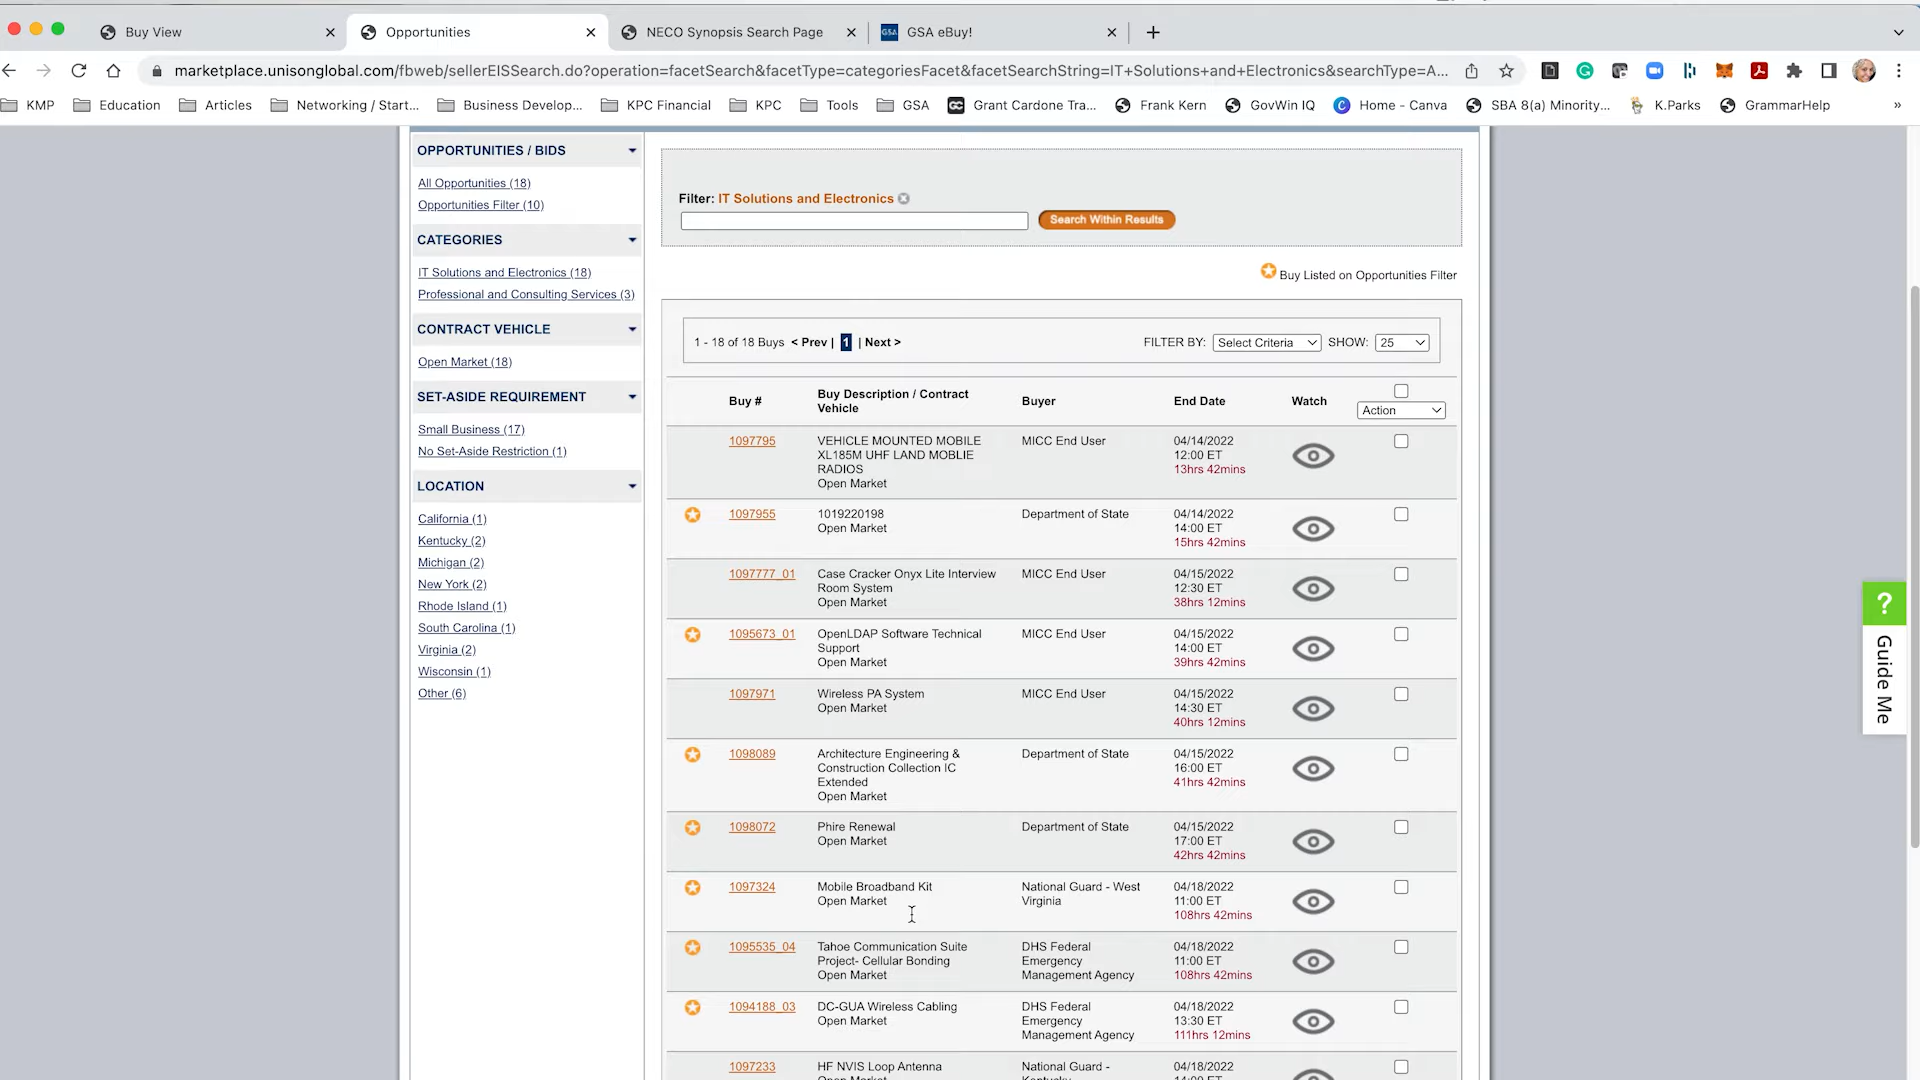 Buy View
Opportunities
NECO Synopsis Search Page
GSA
GSA eBuy!
marketplace.unisonglobal.com/fbweb/sellerEISSearch.do?operation=facetSearch&facetType=categoriesFacet&facetSearchString=IT+Solutions+and+Electronics&searchType=A...
KMP
Education
Articles
Networking / Start...
Business Develop...
KPC Financial
KPC
Tools
GSA
Grant Cardone Tra...
Frank Kern
GovWin IQ
Home - Canva
SBA 8(a) Minority...
K.Parks
GrammarHelp
»
OPPORTUNITIES / BIDS
All Opportunities (18)
Opportunities Filter (10)
CATEGORIES
IT Solutions and Electronics (18)
Professional and Consulting Services (3)
CONTRACT VEHICLE
Open Market (18)
SET-ASIDE REQUIREMENT
Small Business (17)
No Set-Aside Restriction (1)
LOCATION
California (1)
Kentucky (2)
Michigan (2)
New York (2)
Rhode Island (1)
South Carolina (1)
Virginia (2)
Wisconsin (1)
Other (6)
Filter: IT Solutions and Electronics
Search Within Results
Buy Listed on Opportunities Filter
1 - 18 of 18 Buys < Prev | 1 | Next >
FILTER BY: Select Criteria SHOW: 25
Buy #
Buy Description / Contract
Vehicle
Buyer
End Date
Watch
Action
1097795
VEHICLE MOUNTED MOBILE
XL185M UHF LAND MOBLIE
RADIOS
Open Market
MICC End User
04/14/2022
12:00 ET
13hrs 42mins
1097955
1019220198
Open Market
Department of State
04/14/2022
14:00 ET
15hrs 42mins
1097777_01
Case Cracker Onyx Lite Interview
Room System
Open Market
MICC End User
04/15/2022
12:30 ET
38hrs 12mins
1095673_01
OpenLDAP Software Technical
Support
Open Market
MICC End User
04/15/2022
14:00 ET
39hrs 42mins
1097971
Wireless PA System
Open Market
MICC End User
04/15/2022
14:30 ET
40hrs 12mins
1098089
Architecture Engineering &
Construction Collection IC
Extended
Open Market
Department of State
04/15/2022
16:00 ET
41hrs 42mins
1098072
Phire Renewal
Open Market
Department of State
04/15/2022
17:00 ET
42hrs 42mins
1097324
Mobile Broadband Kit
Open Market
National Guard - West
Virginia
04/18/2022
11:00 ET
108hrs 42mins
1095535_04
Tahoe Communication Suite
Project- Cellular Bonding
Open Market
DHS Federal
Emergency
Management Agency
04/18/2022
11:00 ET
108hrs 42mins
1094188_03
DC-GUA Wireless Cabling
Open Market
DHS Federal
Emergency
Management Agency
04/18/2022
13:30 ET
111hrs 12mins
1097233
HF NVIS Loop Antenna
Open Market
National Guard -
Kentucky
04/18/2022
14:00 ET
?
Guide Me